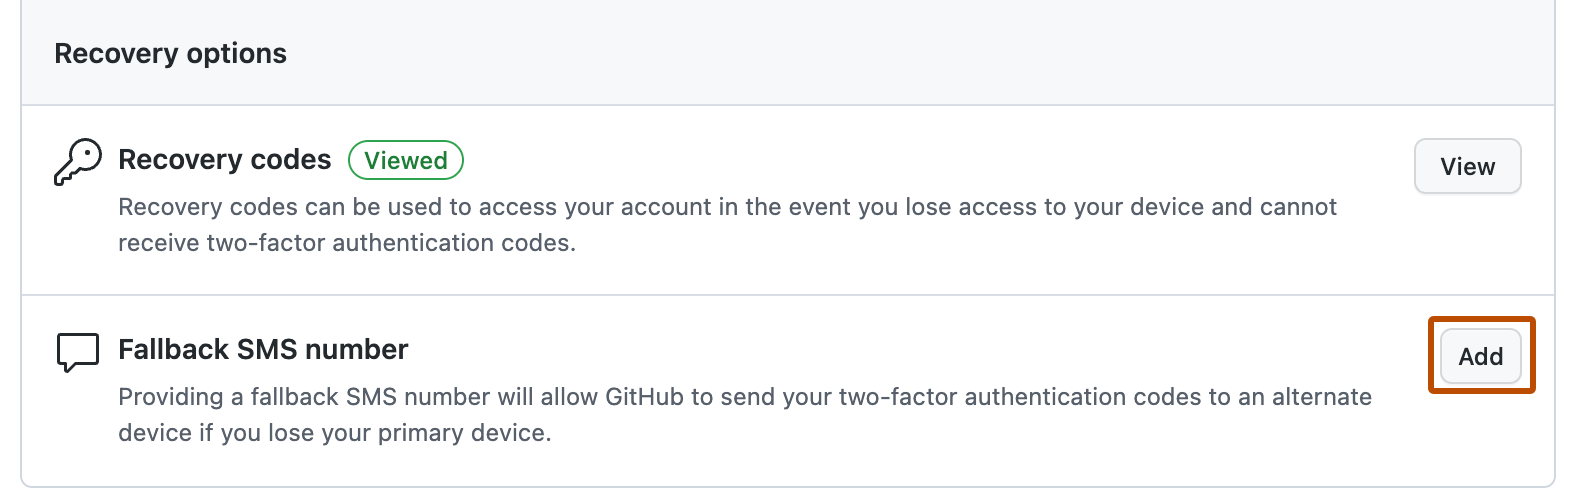 Recovery options
Recovery codes Viewed
View
Recovery codes can be used to access your account in the event you lose access to your device and cannot
receive two-factor authentication codes.
Fallback SMS number
Add
Providing a fallback SMS number will allow GitHub to send your two-factor authentication codes to an alternate
device if you lose your primary device.